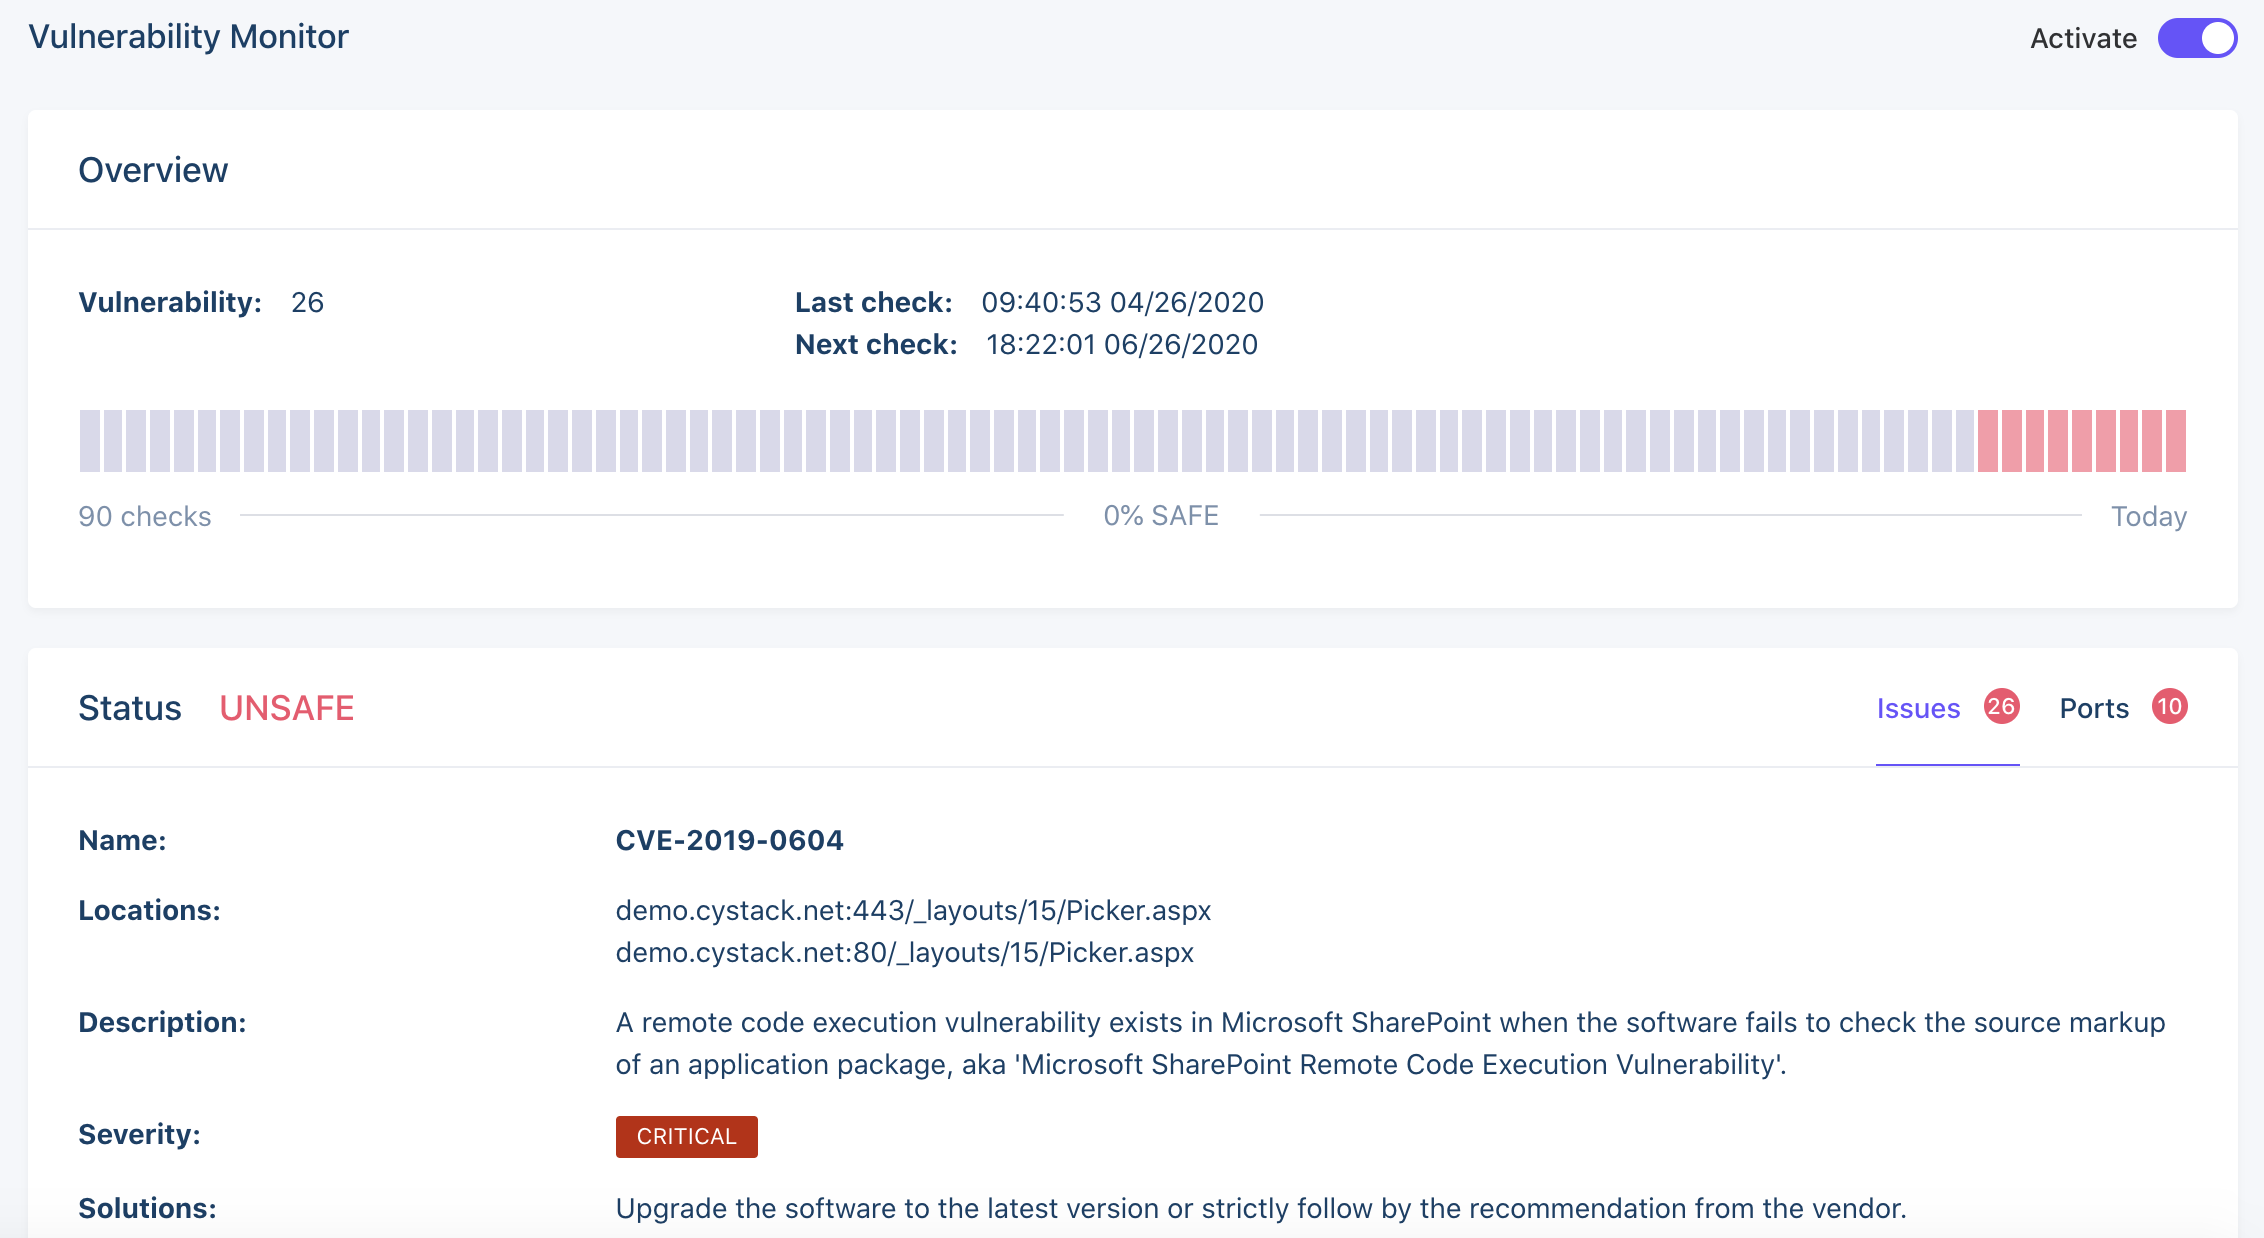 Vulnerability Monitor
Activate
Overview
Vulnerability: 26
Last check: 09:40:53 04/26/2020
Next check: 18:22:01 06/26/2020
90 checks
0% SAFE
Today
Status UNSAFE
Issues 26
Ports 10
Name: CVE-2019-0604
Locations: demo.cystack.net:443/_layouts/15/Picker.aspx
demo.cystack.net:80/_layouts/15/Picker.aspx
Description: A remote code execution vulnerability exists in Microsoft SharePoint when the software fails to check the source markup
of an application package, aka 'Microsoft SharePoint Remote Code Execution Vulnerability'.
Severity: CRITICAL
Solutions: Upgrade the software to the latest version or strictly follow by the recommendation from the vendor.